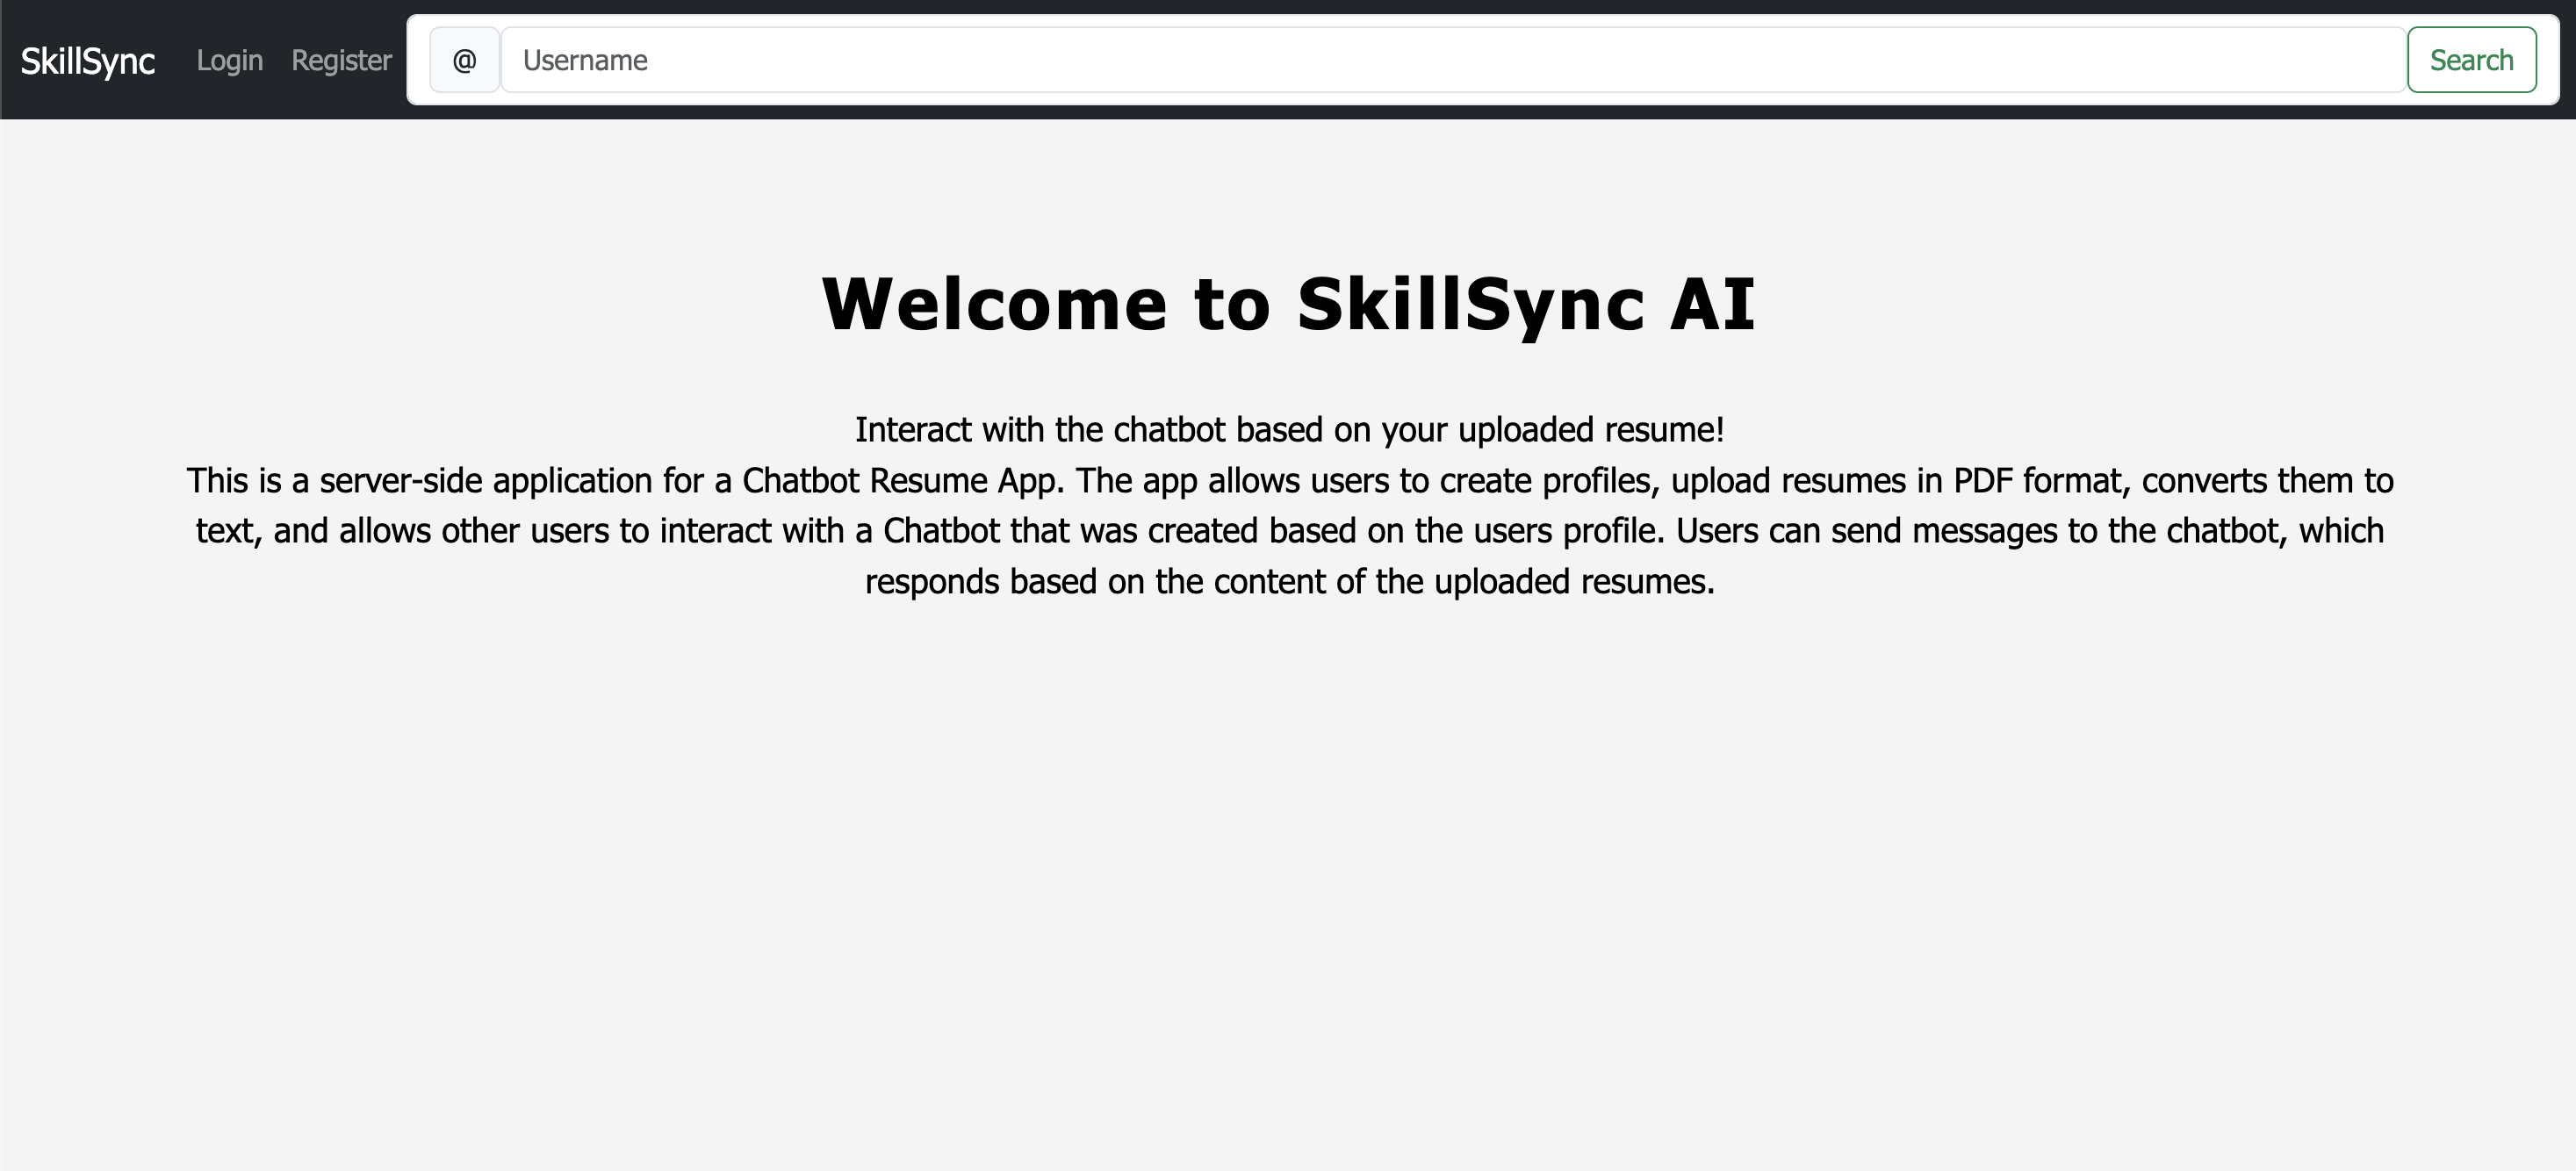 SkillSync Login Register @ Username Search
Welcome to SkillSync AI
Interact with the chatbot based on your uploaded resume!
This is a server-side application for a Chatbot Resume App. The app allows users to create profiles, upload resumes in PDF format, converts them to
text, and allows other users to interact with a Chatbot that was created based on the users profile. Users can send messages to the chatbot, which
responds based on the content of the uploaded resumes.